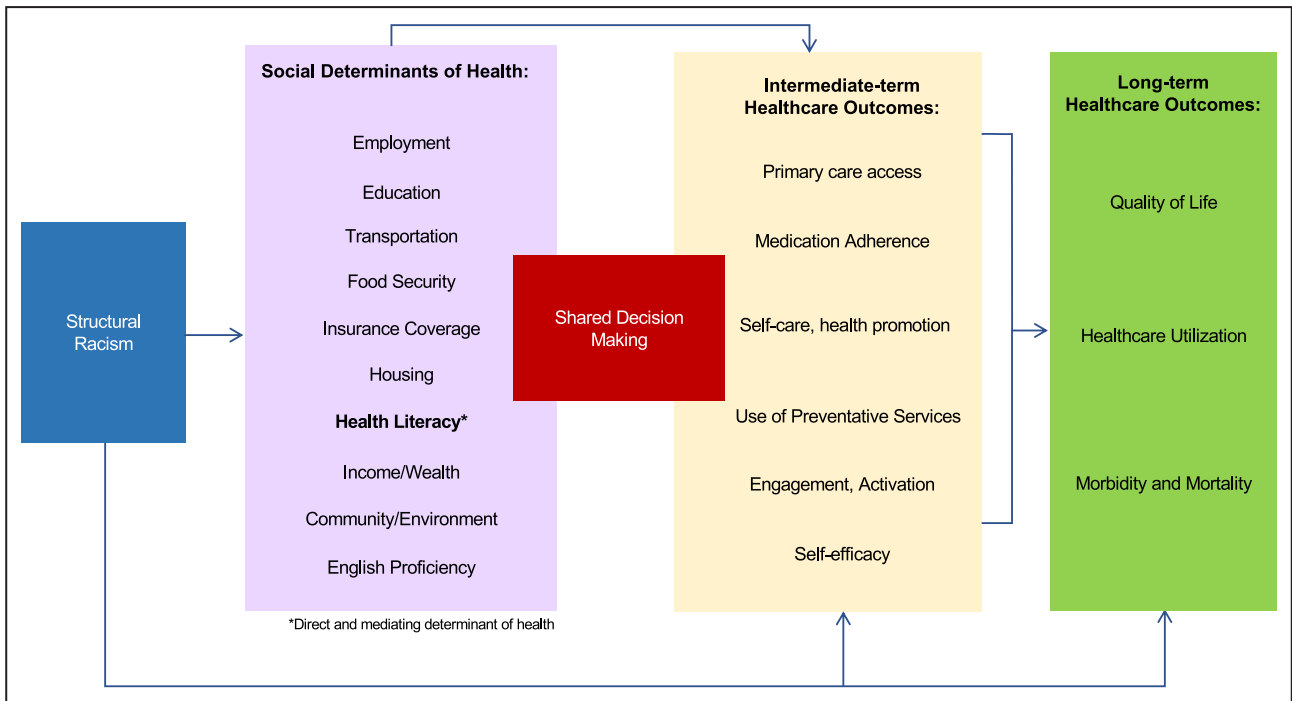 Structural
Racism
Social Determinants of Health:
Employment
Education
Transportation
Food Security
Insurance Coverage
Housing
Health Literacy*
Income/Wealth
Community/Environment
English Proficiency
*Direct and mediating determinant of health
Shared Decision
Making
Intermediate-term
Healthcare Outcomes:
Primary care access
Medication Adherence
Self-care, health promotion
Use of Preventative Services
Engagement, Activation
Self-efficacy
Long-term
Healthcare Outcomes:
Quality of Life
Healthcare Utilization
Morbidity and Mortality